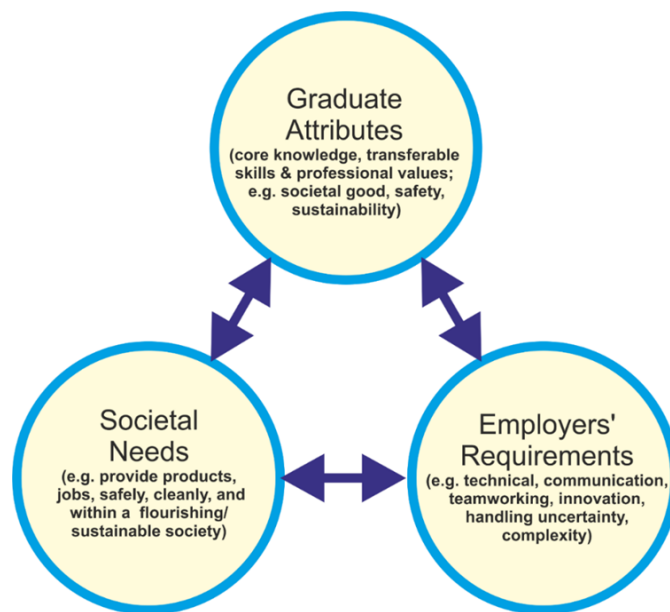 Graduate
Attributes
(core knowledge, transferable
skills & professional values;
e.g. societal good, safety,
sustainability)
Societal
Needs
(e.g. provide products,
jobs, safely, cleanly, and
within a flourishing/
sustainable society)
Employers'
Requirements
(e.g. technical, communication,
teamworking, innovation,
handling uncertainty,
complexity)